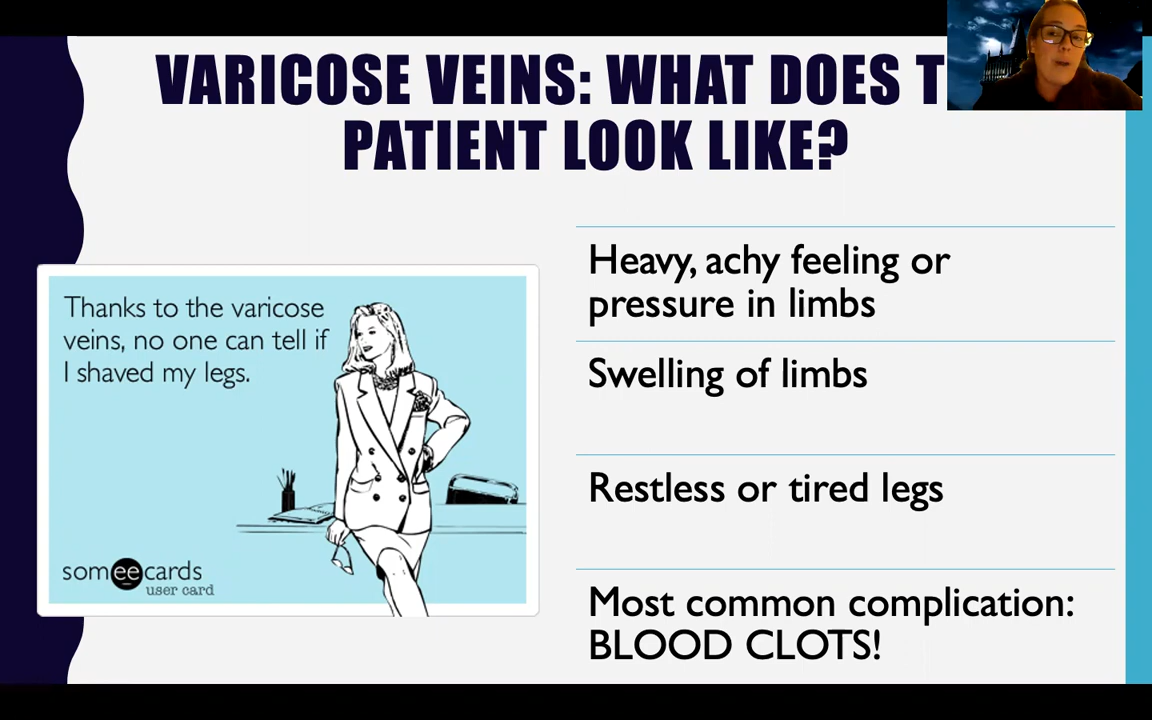 VARICOSE VEINS: WHAT DOES T
PATIENT LOOK LIKE?
Thanks to the varicose
veins, no one can tell if
I shaved my legs.
someecards
user card
Heavy, achy feeling or
pressure in limbs
Swelling of limbs
Restless or tired legs
Most common complication:
BLOOD CLOTS!